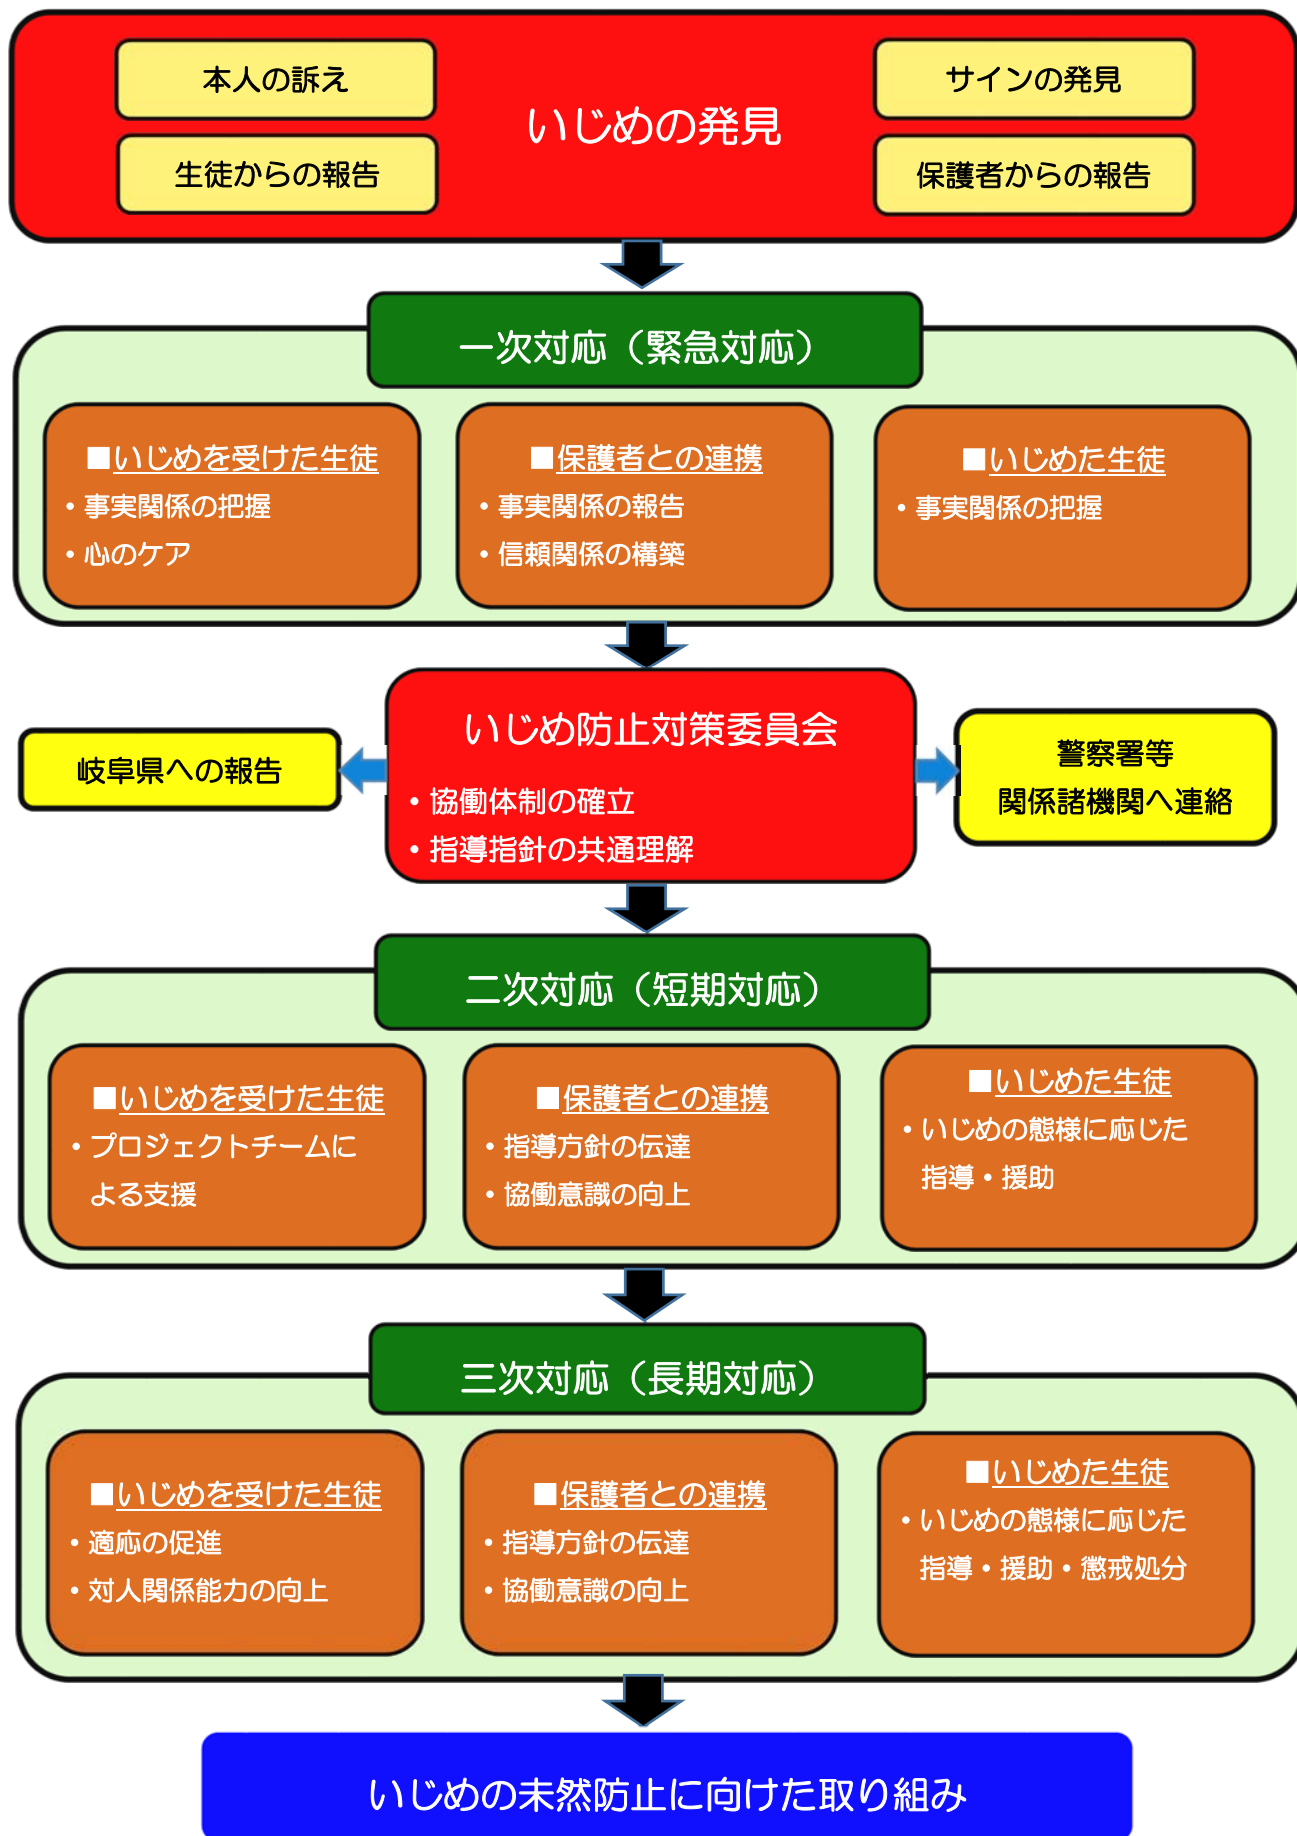 本人の訴え
サインの発見
いじめの発見
生徒からの報告
保護者からの報告
一次対応（緊急対応）
■いじめを受けた生徒
・事実関係の把握
・心のケア
■保護者との連携
・事実関係の報告
・信頼関係の構築
■いじめた生徒
・事実関係の把握
いじめ防止対策委員会
・協働体制の確立
・指導指針の共通理解
岐阜県への報告
警察署等
関係諸機関へ連絡
二次対応（短期対応）
■いじめを受けた生徒
・プロジェクトチームに
よる支援
■保護者との連携
・指導方針の伝達
・協働意識の向上
■いじめた生徒
・いじめの態様に応じた
指導・援助
三次対応（長期対応）
■いじめを受けた生徒
・適応の促進
・対人関係能力の向上
■保護者との連携
・指導方針の伝達
・協働意識の向上
■いじめた生徒
・いじめの態様に応じた
指導・援助・懲戒処分
いじめの未然防止に向けた取り組み